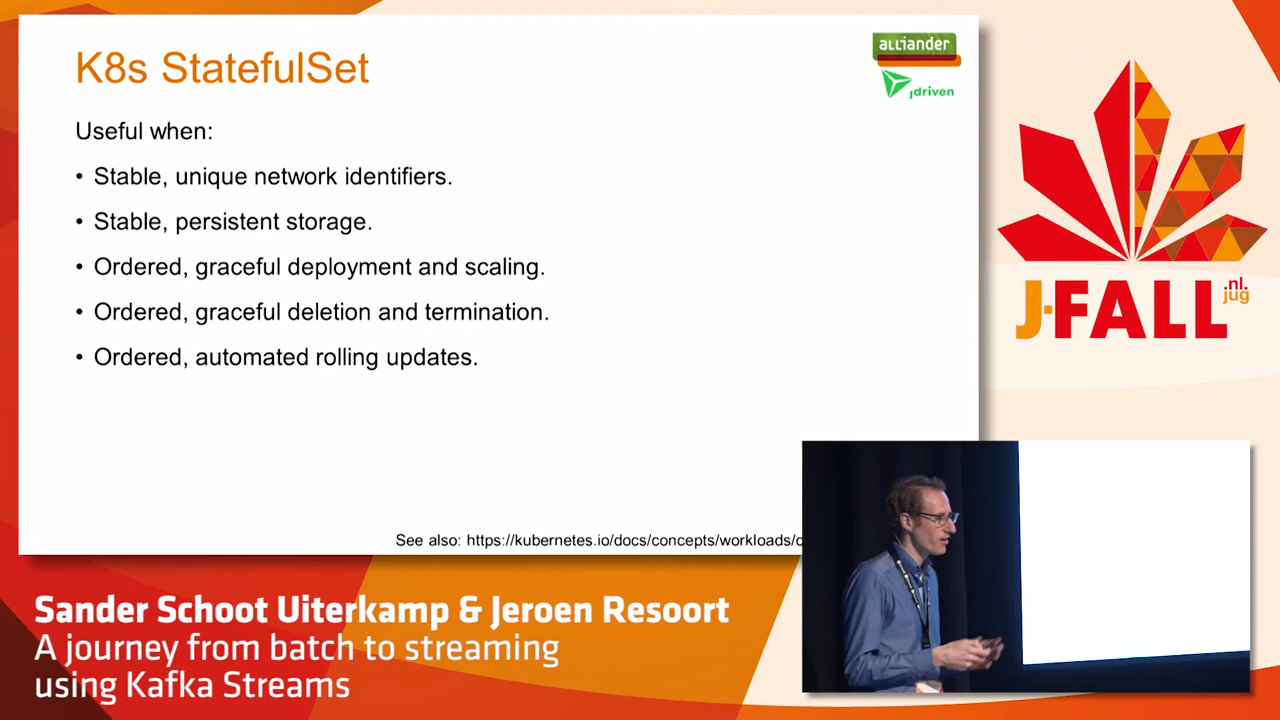 K8s StatefulSet
alliander
jdriven
Useful when:
• Stable, unique network identifiers.
• Stable, persistent storage.
• Ordered, graceful deployment and scaling.
• Ordered, graceful deletion and termination.
• Ordered, automated rolling updates.
See also: https://kubernetes.io/docs/concepts/workloads/c
J-FALL
.nl.
jug
Sander Schoot Uiterkamp & Jeroen Resoort
A journey from batch to streaming
using Kafka Streams